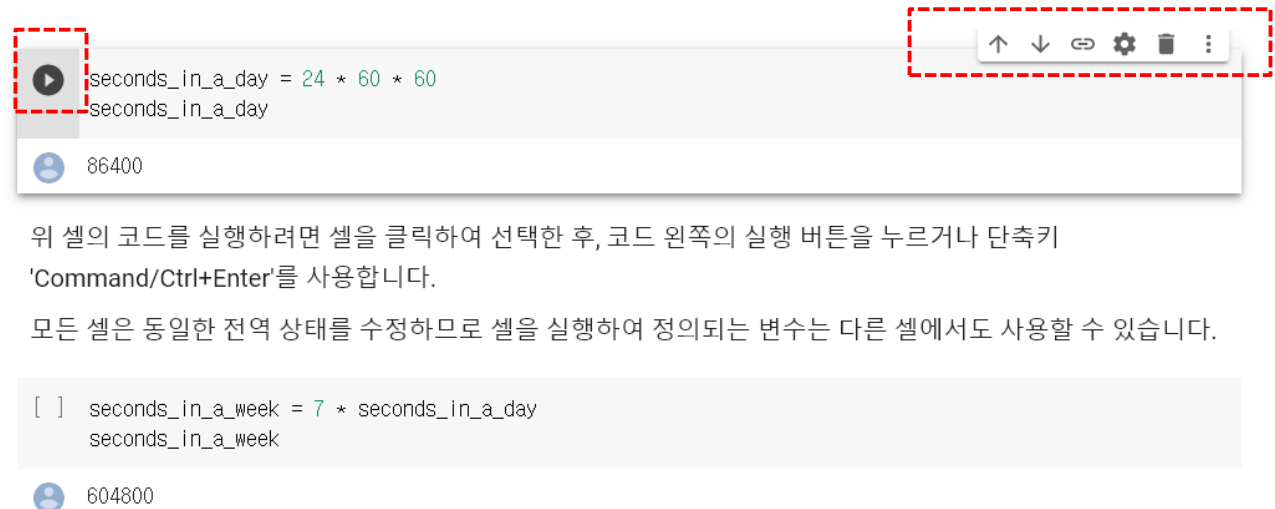 seconds_in_a_day = 24 * 60 * 60
seconds_in_a_day
86400
위 셀의 코드를 실행하려면 셀을 클릭하여 선택한 후, 코드 왼쪽의 실행 버튼을 누르거나 단축키
'Command/Ctrl+Enter'를 사용합니다.
모든 셀은 동일한 전역 상태를 수정하므로 셀을 실행하여 정의되는 변수는 다른 셀에서도 사용할 수 있습니다.
[ ] seconds_in_a_week = 7 * seconds_in_a_day
seconds_in_a_week
604800